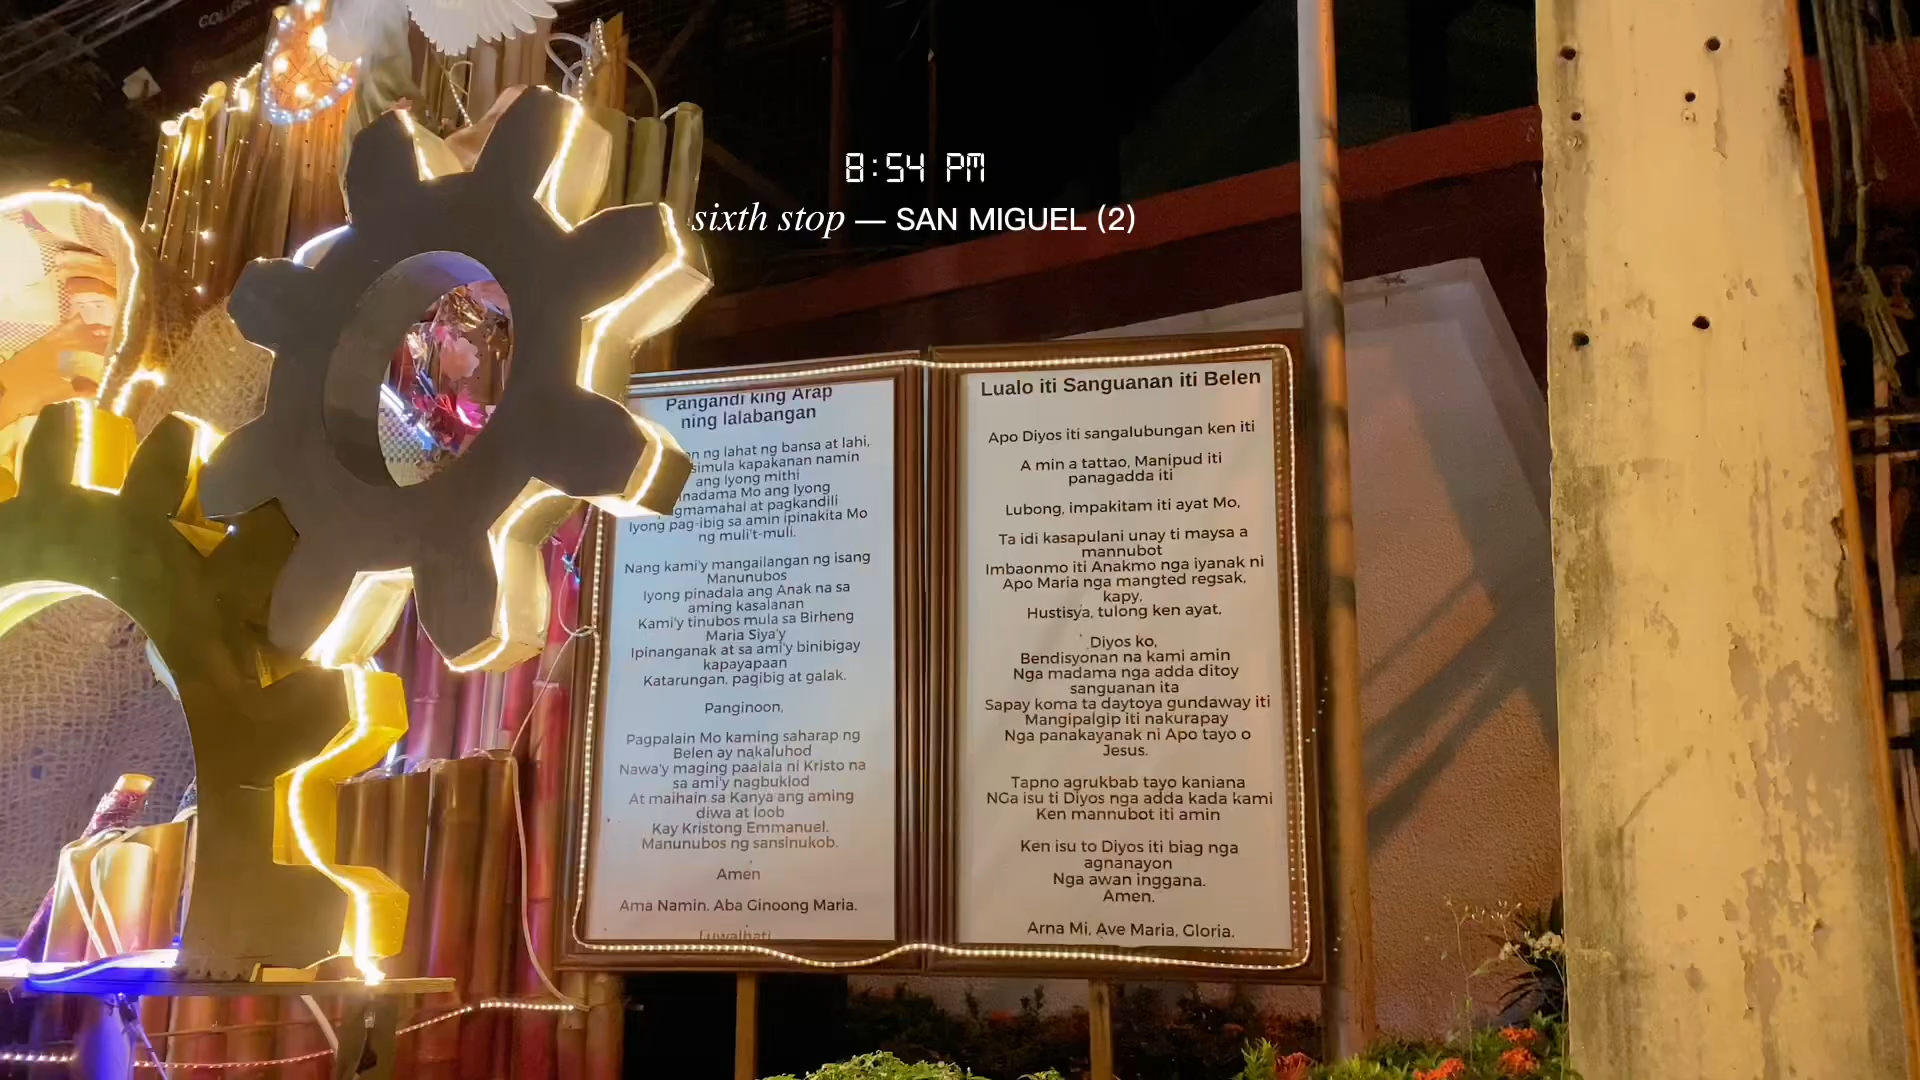 8:54 PM
sixth stop — SAN MIGUEL (2)
Pangandi king Arap
ning lalabangan
ng lahat ng bansa at lahi,
simula kapakanan namin
ang Iyong mithi
Mo ang Iyong
at pagkandili
Iyong pag-ibig sa amin ipinakita Mo
ng muli't-muli.
Nang kami'y mangailangan ng isang
Manunubos
Iyong pinadala ang Anak na sa
aming kasalanan
Kami'y tinubos mula sa Birheng
Maria Siya'y
Ipinanganak at sa ami'y binibigay
kapayapaan
Katarungan, pagibig at galak.
Panginoon,
Pagpalain Mo kaming saharap ng
Belen ay nakaluhod
Nawa'y maging paalala ni Kristo na
sa ami'y nagbuklod
At maihain sa Kanya ang aming
diwa at loob
Kay Kristong Emmanuel,
Manunubos ng sansinukob.
Amen
Ama Namin. Aba Ginoong Maria.
Luwalhati
Lualo iti Sanguanan iti Belen
Apo Diyos iti sangalubungan ken iti
A min a tattao, Manipud iti
panagadda iti
Lubong, impakitam iti ayat Mo,
Ta idi kasapulani unay ti maysa a
mannubot
Imbaonmo iti Anakmo nga iyanak ni
Apo Maria nga mangted regsak,
kapy,
Hustisya, tulong ken ayat.
Diyos ko,
Bendisyonan na kami amin
Nga madama nga adda ditoy
sanguanan ita
Sapay koma ta daytoya gundaway iti
Mangipalgip iti nakurapay
Nga panakayanak ni Apo tayo o
Jesus.
Tapno agrukbab tayo kaniana
NGa isu ti Diyos nga adda kada kami
Ken mannubot iti amin
Ken isu to Diyos iti biag nga
agnanayon
Nga awan inggana.
Amen.
Arna Mi, Ave Maria, Gloria.